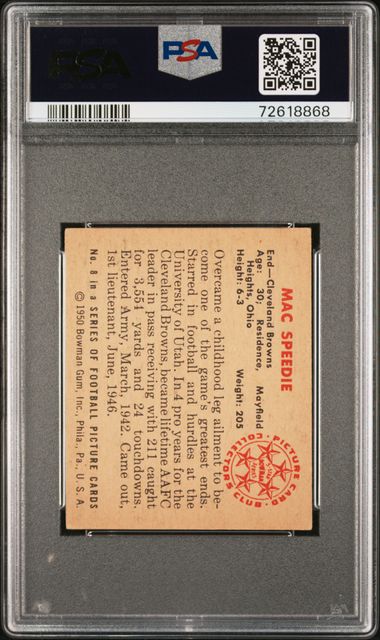 PSA
PSA
72618868
MAC SPEEDIE
End—Cleveland Browns
Age: 30; Residence, Mayfield
Heights, Ohio
Height: 6-3 Weight: 205
PICTURE CARD
COLLECTORS CLUB
5 STAR
BOWMAN
Overcame a childhood leg ailment to be-
come one of the game's greatest ends.
Starred in football and hurdles at the
University of Utah. In 4 pro years for the
Cleveland Browns, became lifetime AAFC
leader in pass receiving with 211 caught
for 3,554 yards and 24 touchdowns.
Entered Army, March, 1942. Came out,
1st lieutenant, June, 1946.
No. 8 in a SERIES OF FOOTBALL PICTURE CARDS
© 1950 Bowman Gum, Inc., Phila., Pa., U. S. A.